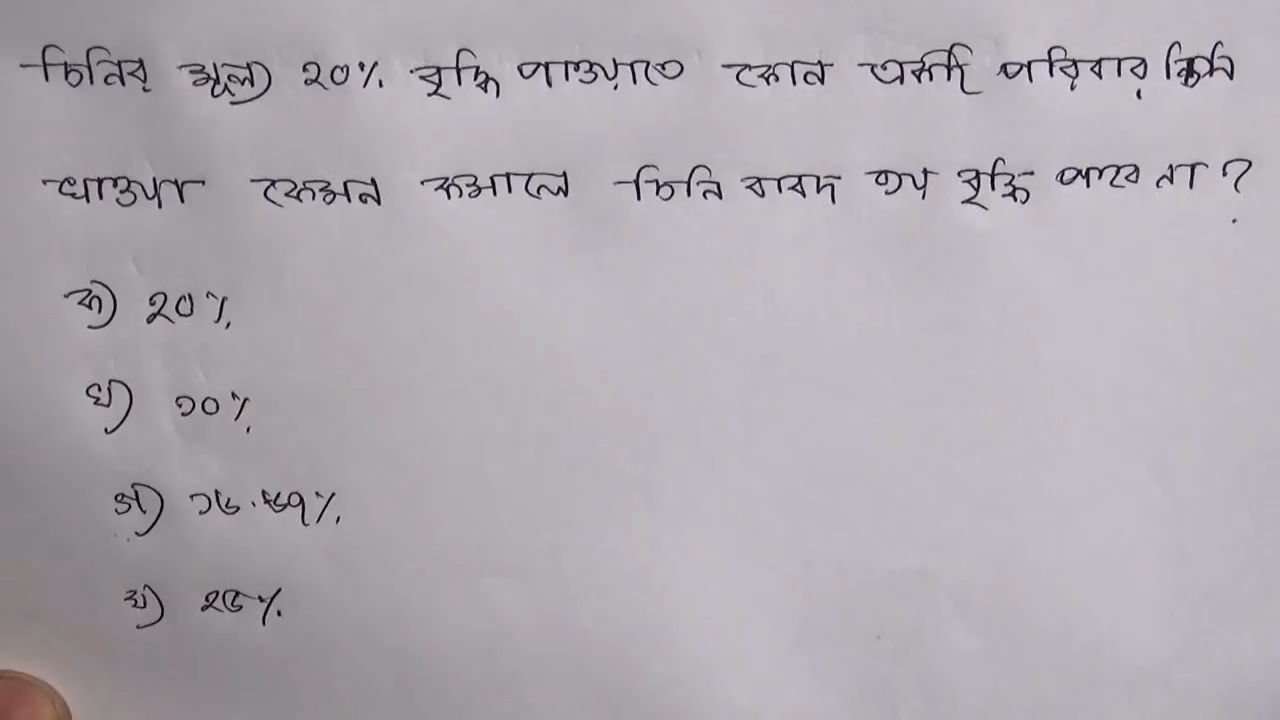 চিনির মূল্য ২০% বৃদ্ধি পাওয়াতে কোন একটি পরিবার চিনি
খাওয়া কেমন কমালে চিনি বাবদ ব্যয় বৃদ্ধি পাবে না ?
ক) ২০%
খ) ১০%
গ) ১৬.৬৭%
ঘ) ২৫%